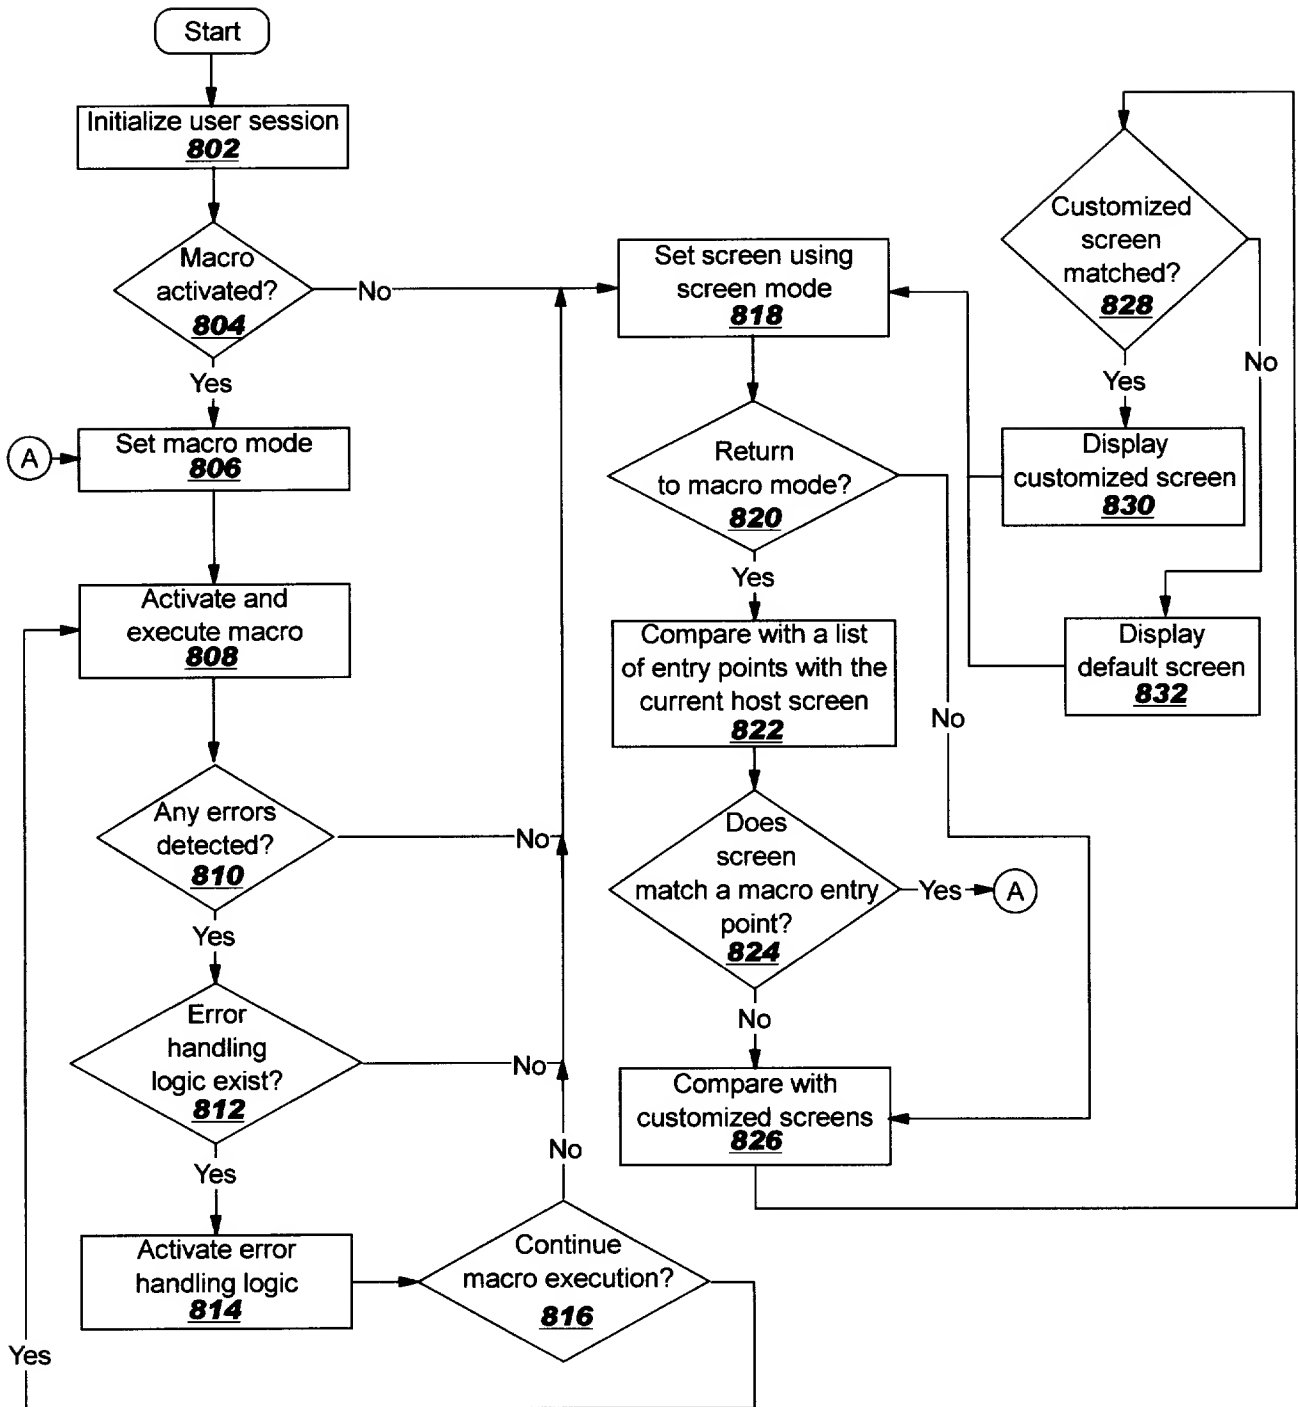 Start
Initialize user session
802
Macro
activated?
804
No
Yes
A
Set macro mode
806
Activate and
execute macro
808
Any errors
detected?
810
No
Yes
Error
handling
logic exist?
812
No
Yes
Activate error
handling logic
814
Continue
macro execution?
816
No
Yes
Set screen using
screen mode
818
Return
to macro mode?
820
No
Yes
Compare with a list
of entry points with the
current host screen
822
Does
screen
match a macro entry
point?
824
Yes
A
No
Compare with
customized screens
826
Customized
screen
matched?
828
No
Yes
Display
customized screen
830
Display
default screen
832